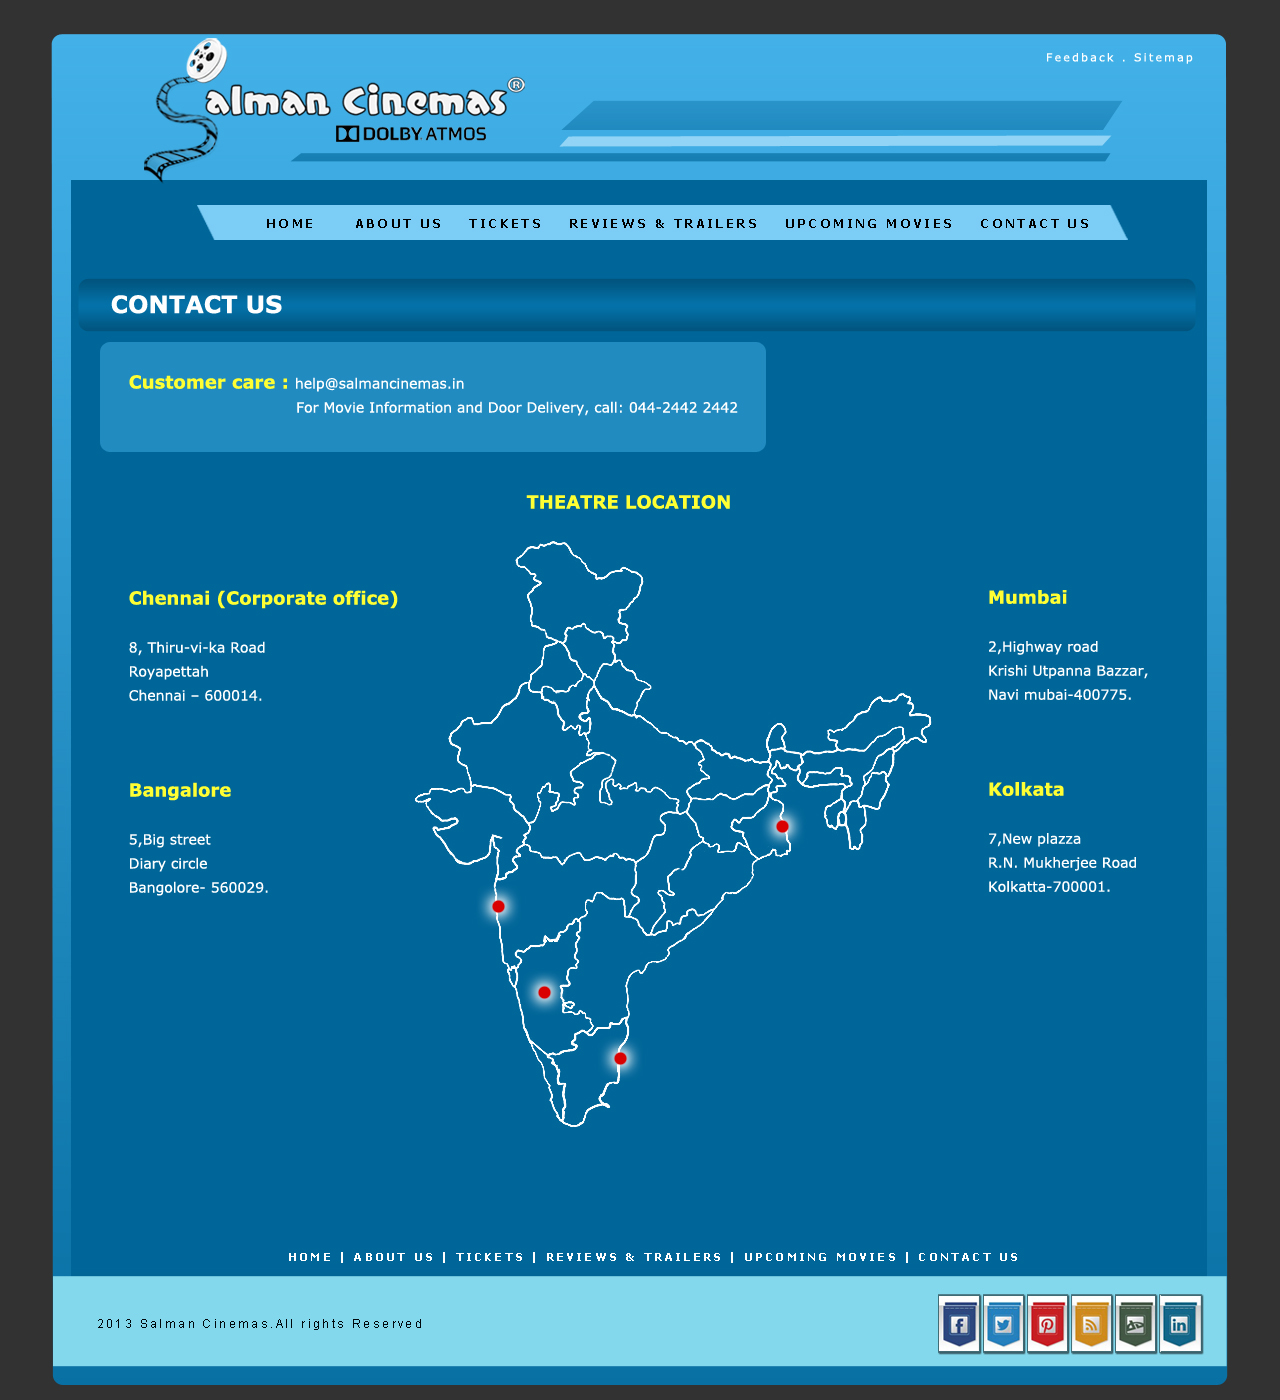 Feedback . Sitemap
Salman Cinemas®
DOLBY ATMOS
HOME ABOUT US TICKETS REVIEWS & TRAILERS UPCOMING MOVIES CONTACT US
CONTACT US
Customer care : help@salmancinemas.in
For Movie Information and Door Delivery, call: 044-2442 2442
THEATRE LOCATION
Chennai (Corporate office)
8, Thiru-vi-ka Road
Royapettah
Chennai – 600014.
Mumbai
2,Highway road
Krishi Utpanna Bazzar,
Navi mubai-400775.
Bangalore
5,Big street
Diary circle
Bangolore- 560029.
Kolkata
7,New plazza
R.N. Mukherjee Road
Kolkatta-700001.
HOME | ABOUT US | TICKETS | REVIEWS & TRAILERS | UPCOMING MOVIES | CONTACT US
2013 Salman Cinemas.All rights Reserved